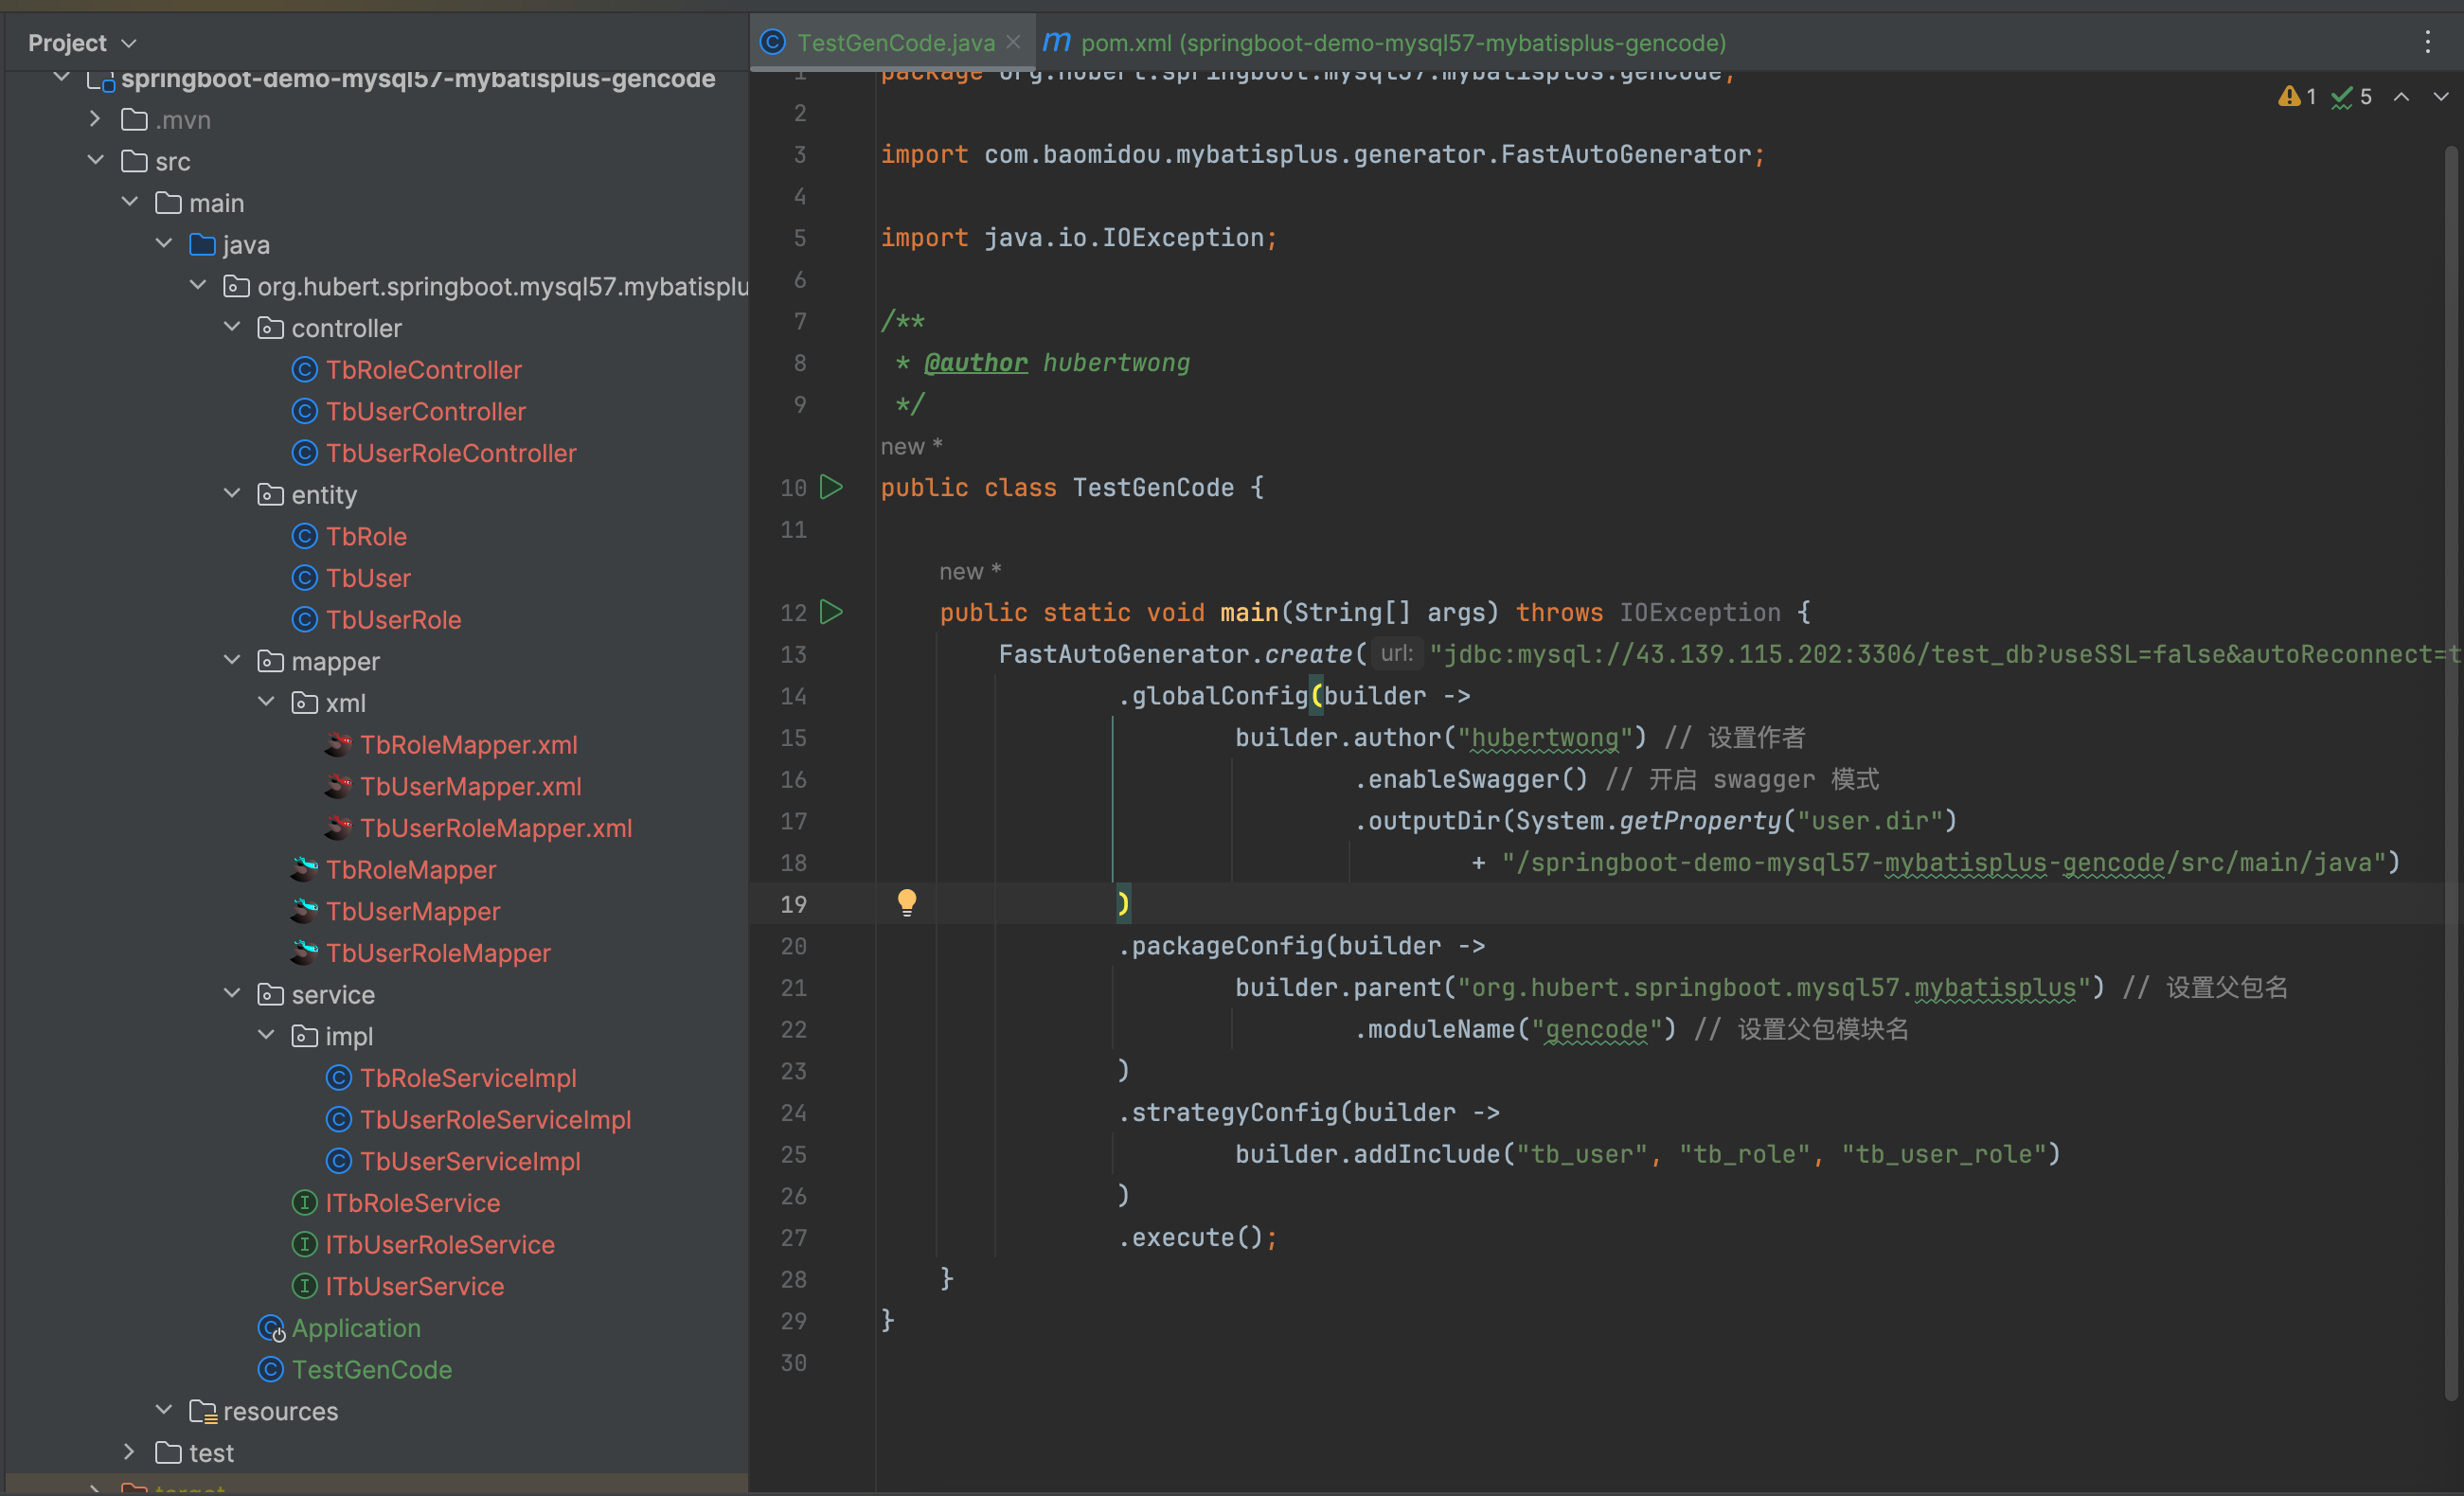 Project
springboot-demo-mysql57-mybatisplus-gencode
.mvn
src
main
java
org.hubert.springboot.mysql57.mybatisplu
controller
TbRoleController
TbUserController
TbUserRoleController
entity
TbRole
TbUser
TbUserRole
mapper
xml
TbRoleMapper.xml
TbUserMapper.xml
TbUserRoleMapper.xml
TbRoleMapper
TbUserMapper
TbUserRoleMapper
service
impl
TbRoleServiceImpl
TbUserRoleServiceImpl
TbUserServiceImpl
ITbRoleService
ITbUserRoleService
ITbUserService
Application
TestGenCode
resources
test
target
TestGenCode.java
pom.xml (springboot-demo-mysql57-mybatisplus-gencode)
1 5
1 package org.hubert.springboot.mysql57.mybatisplus.gencode;
2
3 import com.baomidou.mybatisplus.generator.FastAutoGenerator;
4
5 import java.io.IOException;
6
7 /**
8 * @author hubertwong
9 */
new *
10 public class TestGenCode {
11
new *
12 public static void main(String[] args) throws IOException {
13 FastAutoGenerator.create( url: "jdbc:mysql://43.139.115.202:3306/test_db?useSSL=false&autoReconnect=t
14 .globalConfig(builder ->
15 builder.author("hubertwong") // 设置作者
16 .enableSwagger() // 开启 swagger 模式
17 .outputDir(System.getProperty("user.dir")
18 + "/springboot-demo-mysql57-mybatisplus-gencode/src/main/java")
19 )
20 .packageConfig(builder ->
21 builder.parent("org.hubert.springboot.mysql57.mybatisplus") // 设置父包名
22 .moduleName("gencode") // 设置父包模块名
23 )
24 .strategyConfig(builder ->
25 builder.addInclude("tb_user", "tb_role", "tb_user_role")
26 )
27 .execute();
28 }
29 }
30